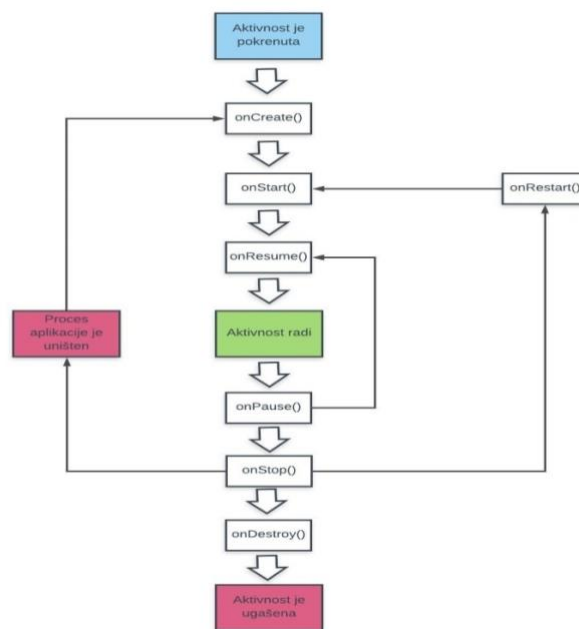 Aktivnost je
pokrenuta
onCreate()
onStart()
onRestart()
onResume()
Proces
aplikacije je
uništen
Aktivnost radi
onPause()
onStop()
onDestroy()
Aktivnost je
ugašena